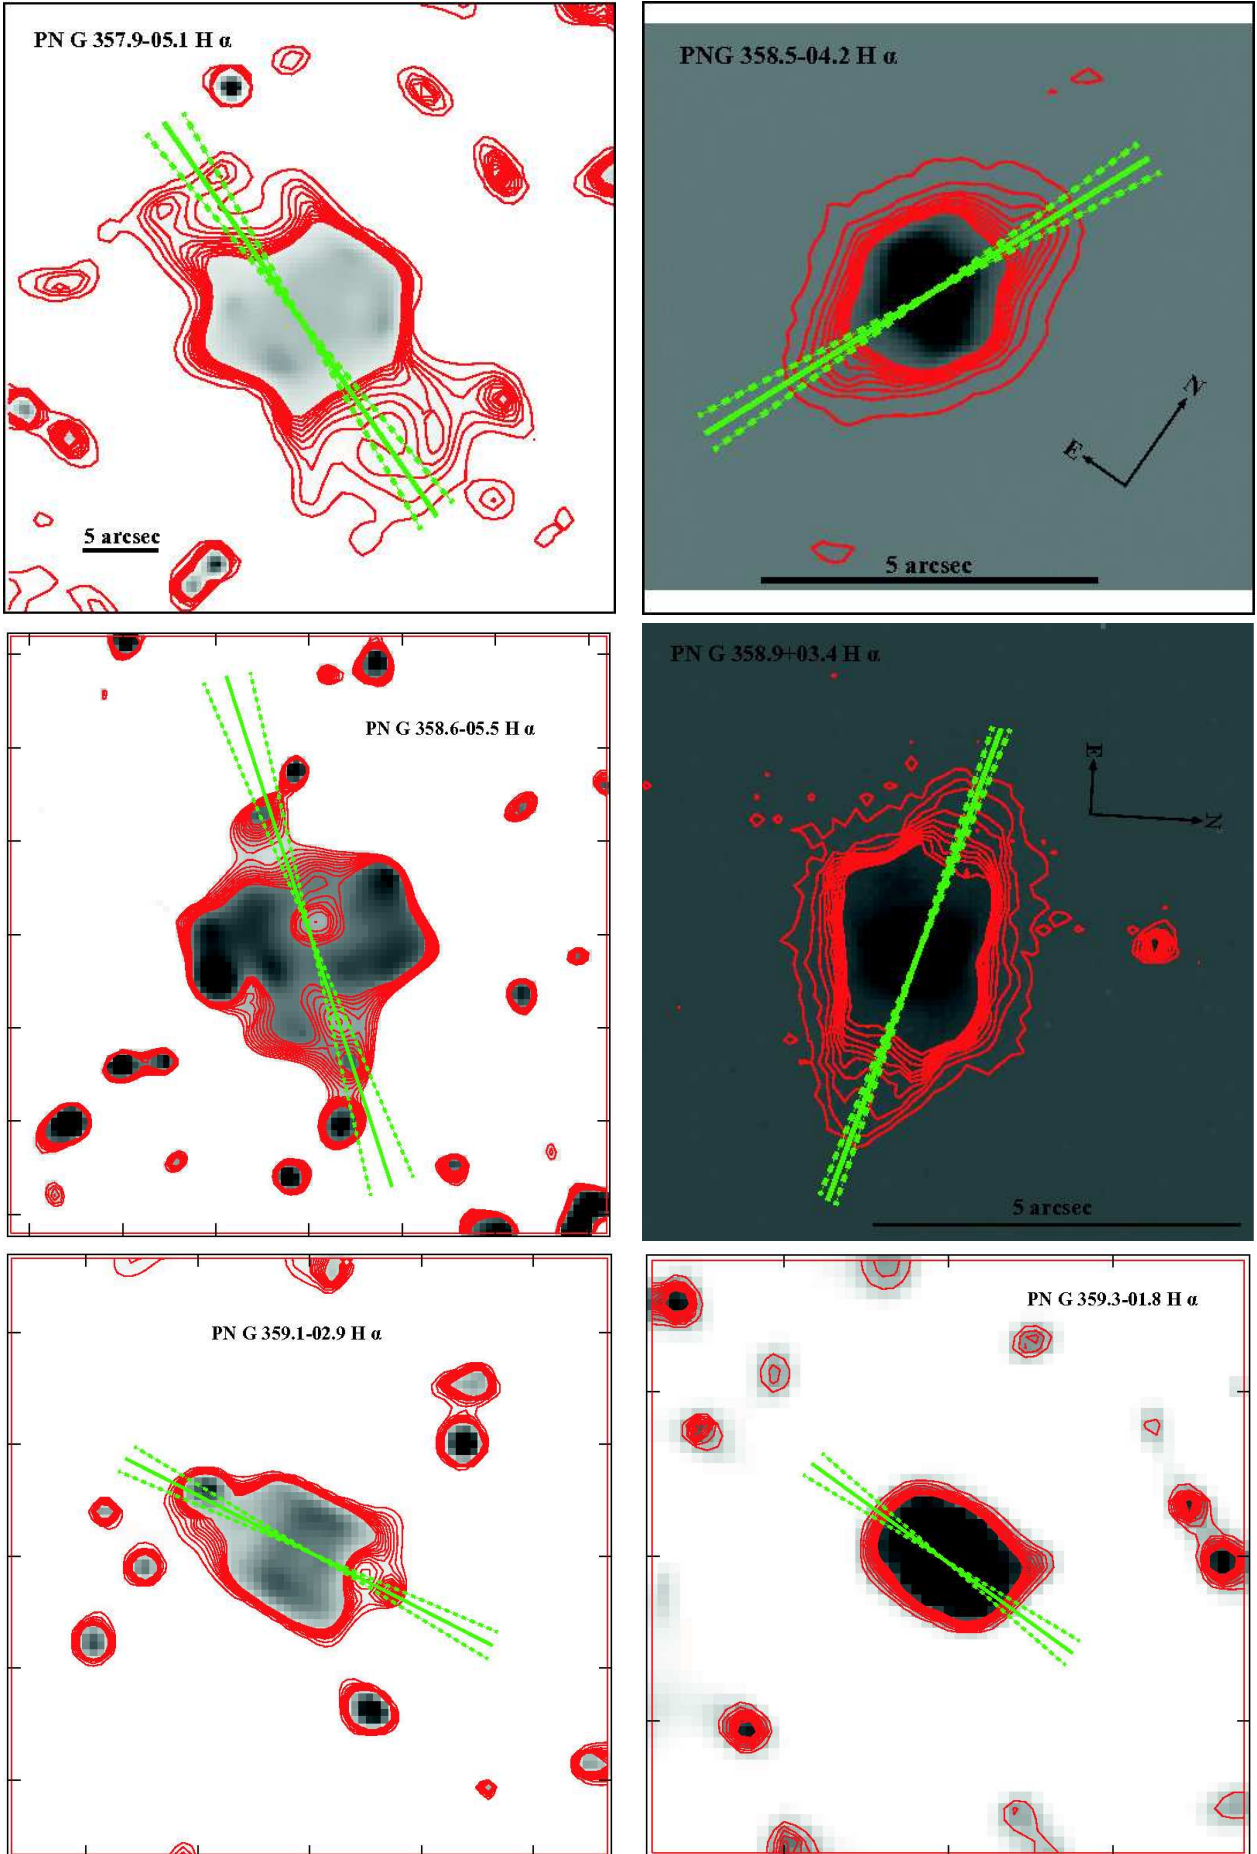 PN G 357.9-05.1 H α
5 arcsec
PNG 358.5-04.2 H α
N
E
5 arcsec
PN G 358.6-05.5 H α
PN G 358.9+03.4 H α
E
N
5 arcsec
PN G 359.1-02.9 H α
PN G 359.3-01.8 H α